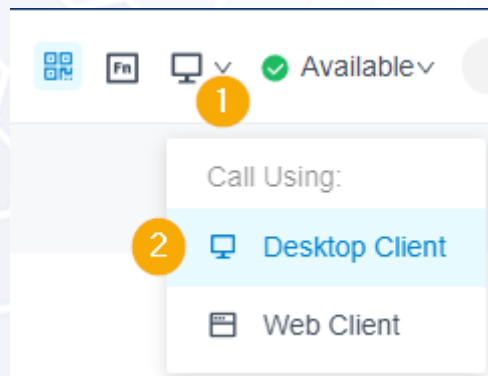 Fn
Available
1
Call Using:
2 Desktop Client
Web Client